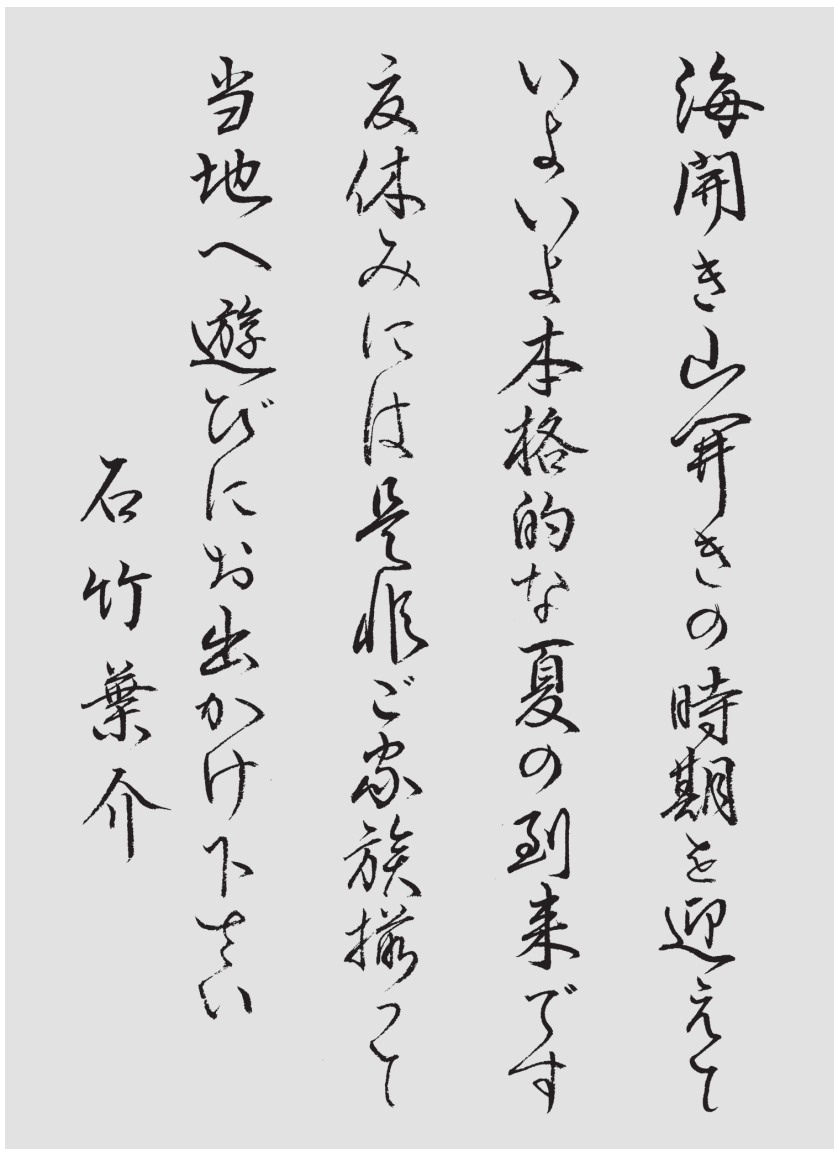 海開き山開きの時期を迎えて
いよいよ本格的な夏の到来です
夏休みには是非ご家族揃って
当地へ遊びにお出かけ下さい
石竹葉介